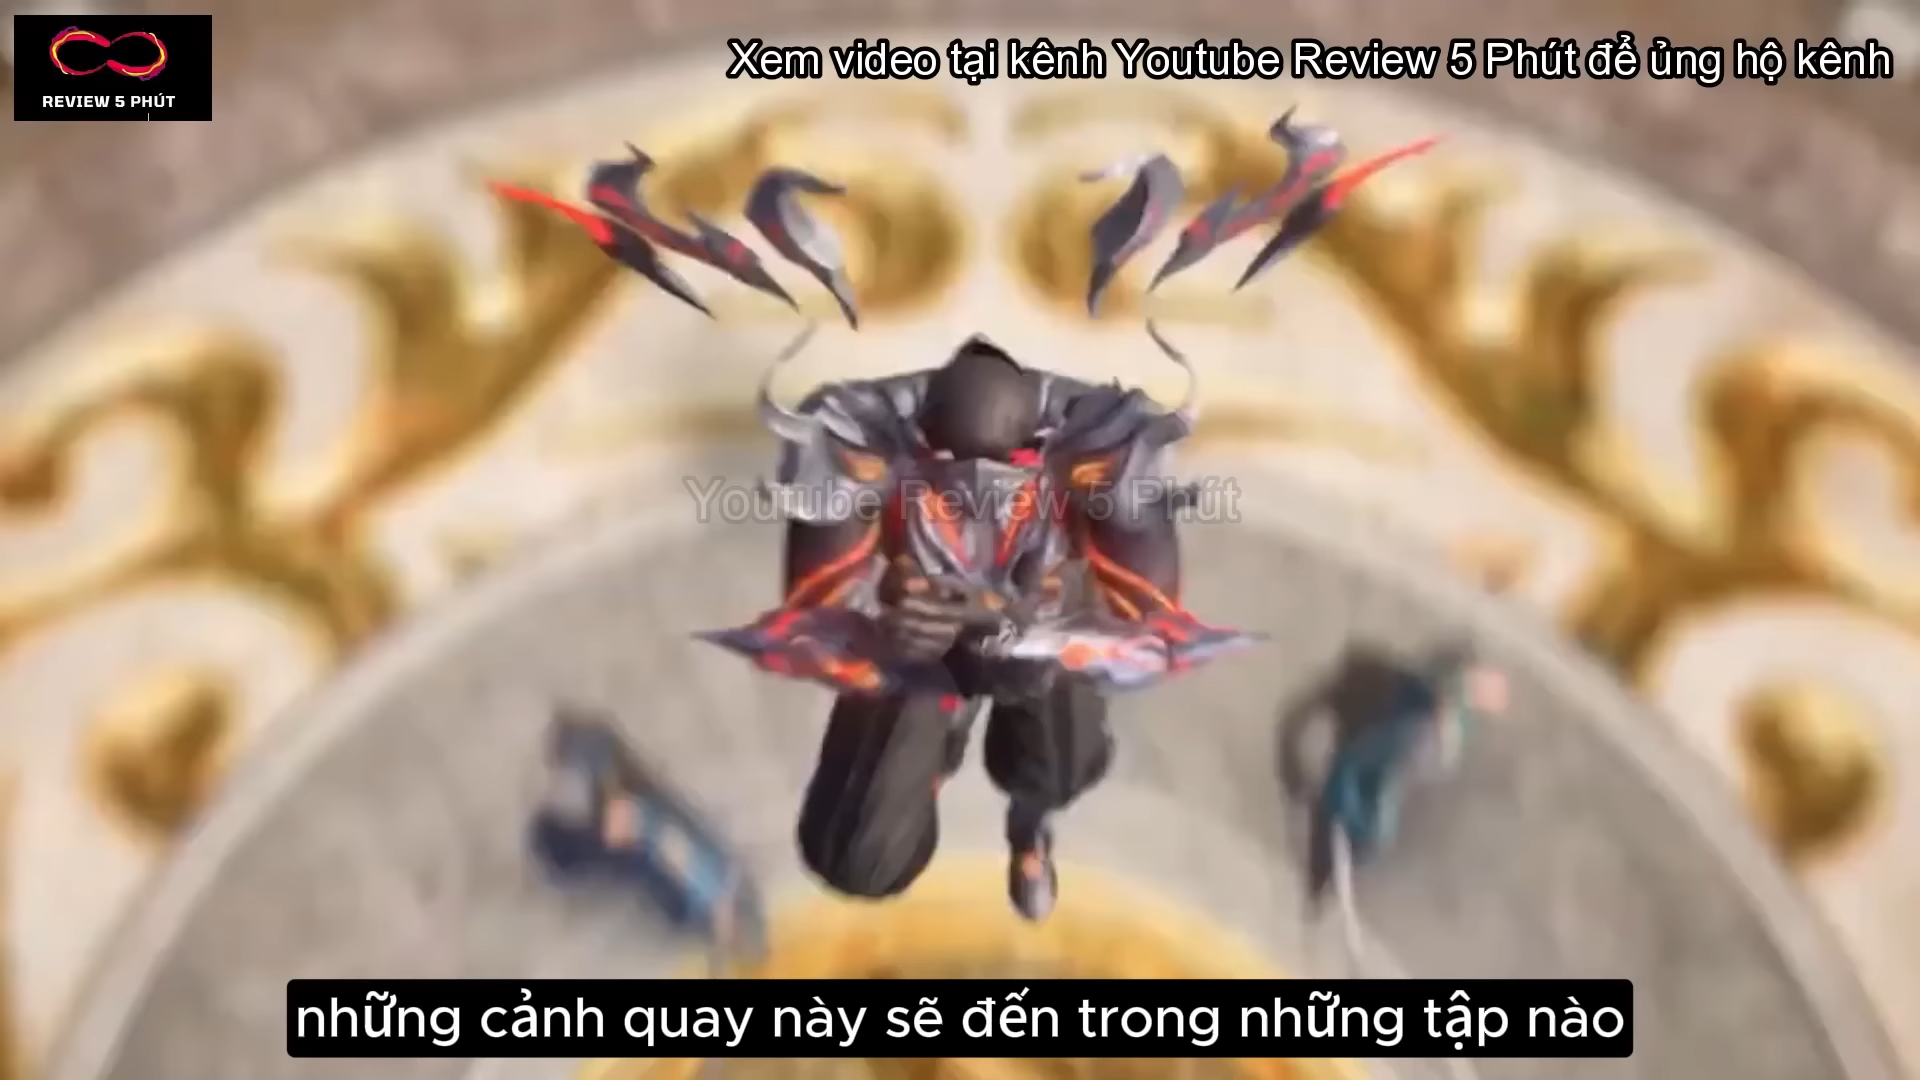 REVIEW 5 PHÚT
Xem video tại kênh Youtube Review 5 Phút để ủng hộ kênh
Youtube Review 5 Phút
những cảnh quay này sẽ đến trong những tập nào